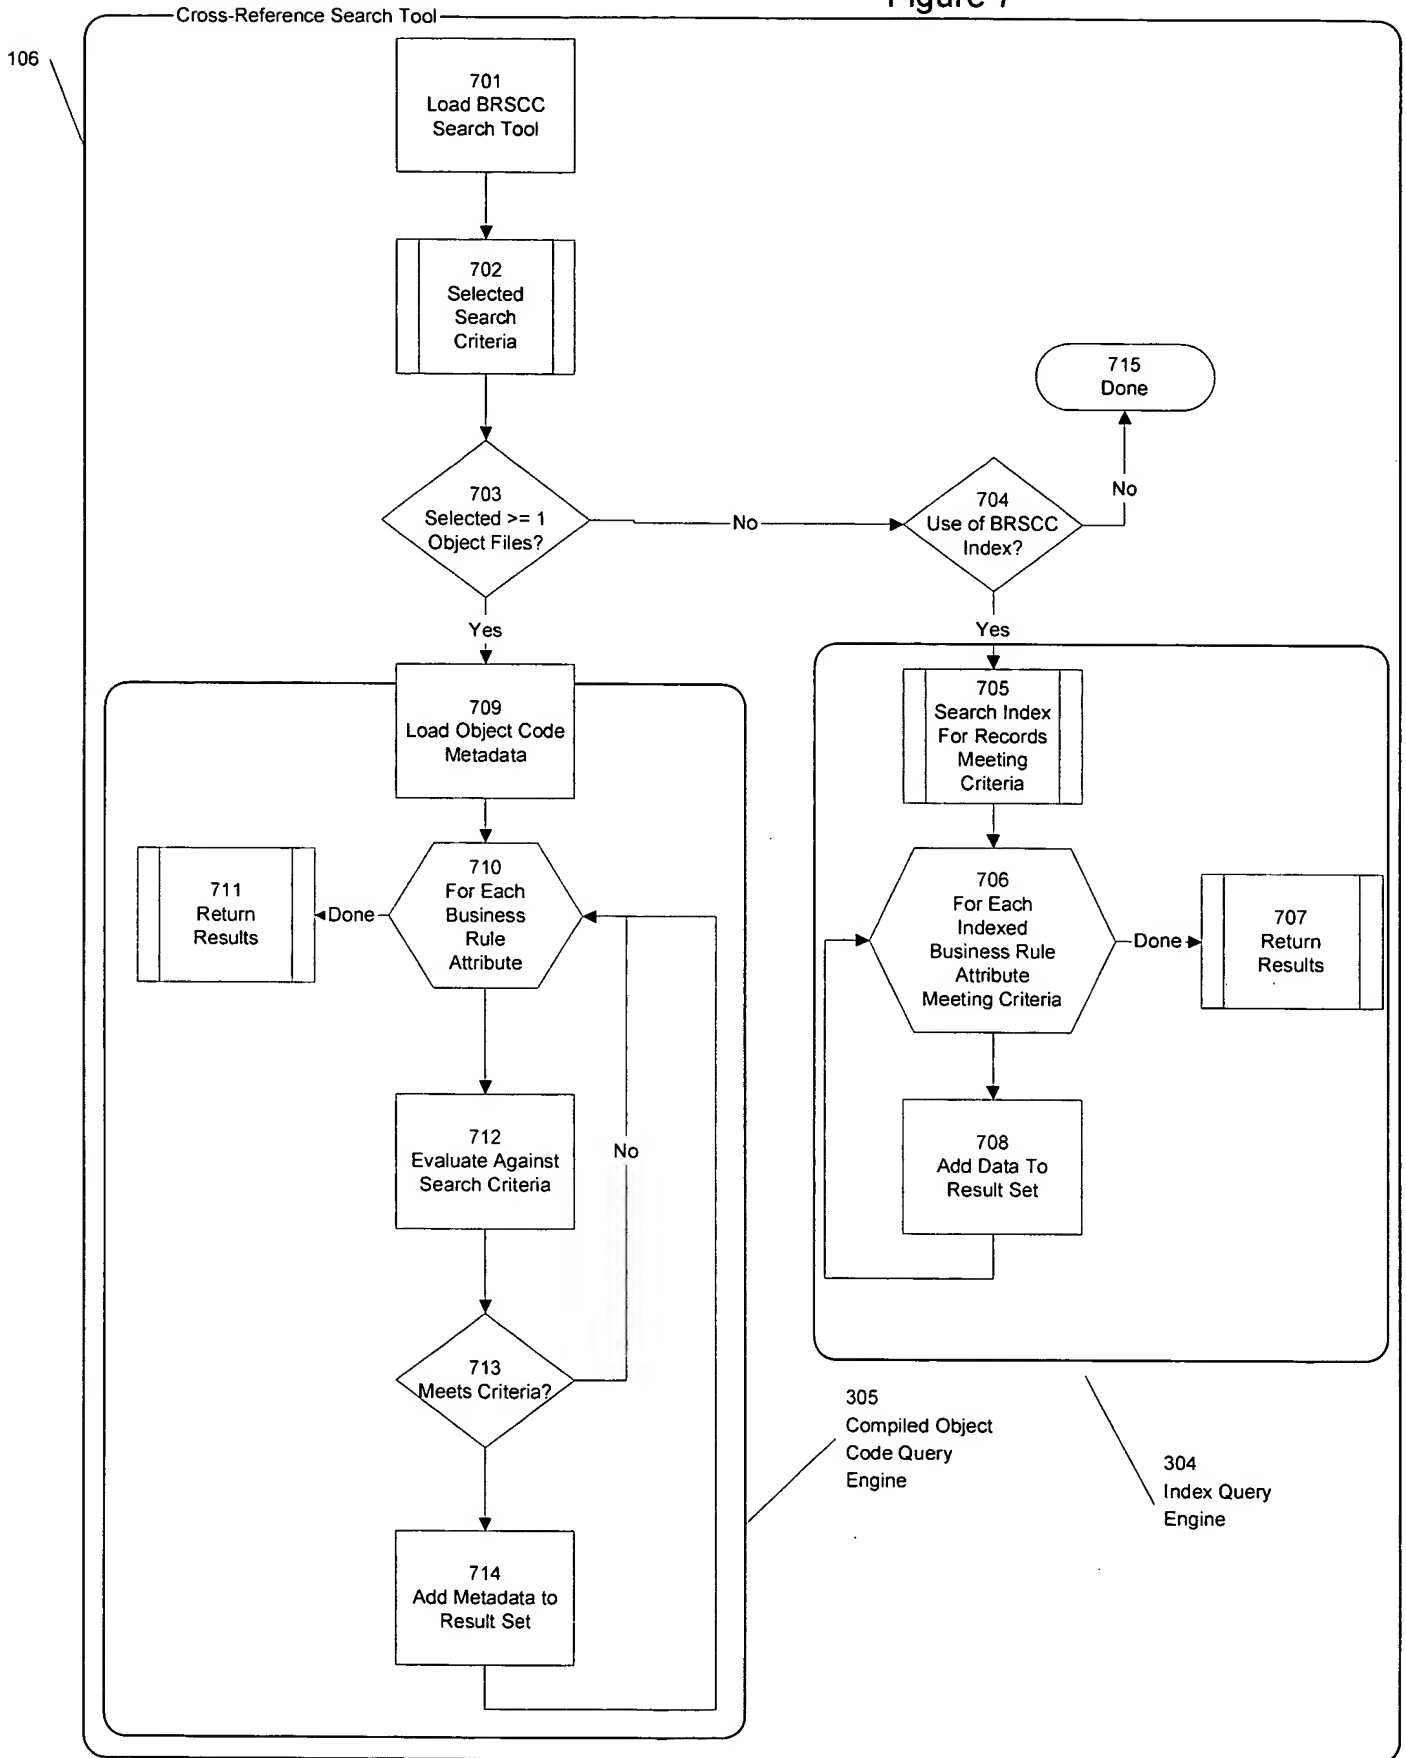 Figure 7
Cross-Reference Search Tool
106
701
Load BRSCC
Search Tool
702
Selected
Search
Criteria
715
Done
No
703
Selected >= 1
Object Files?
No
704
Use of BRSCC
Index?
Yes
Yes
709
Load Object Code
Metadata
705
Search Index
For Records
Meeting
Criteria
711
Return
Results
Done
710
For Each
Business
Rule
Attribute
706
For Each
Indexed
Business Rule
Attribute
Meeting Criteria
Done
707
Return
Results
712
Evaluate Against
Search Criteria
No
708
Add Data To
Result Set
713
Meets Criteria?
305
Compiled Object
Code Query
Engine
304
Index Query
Engine
714
Add Metadata to
Result Set